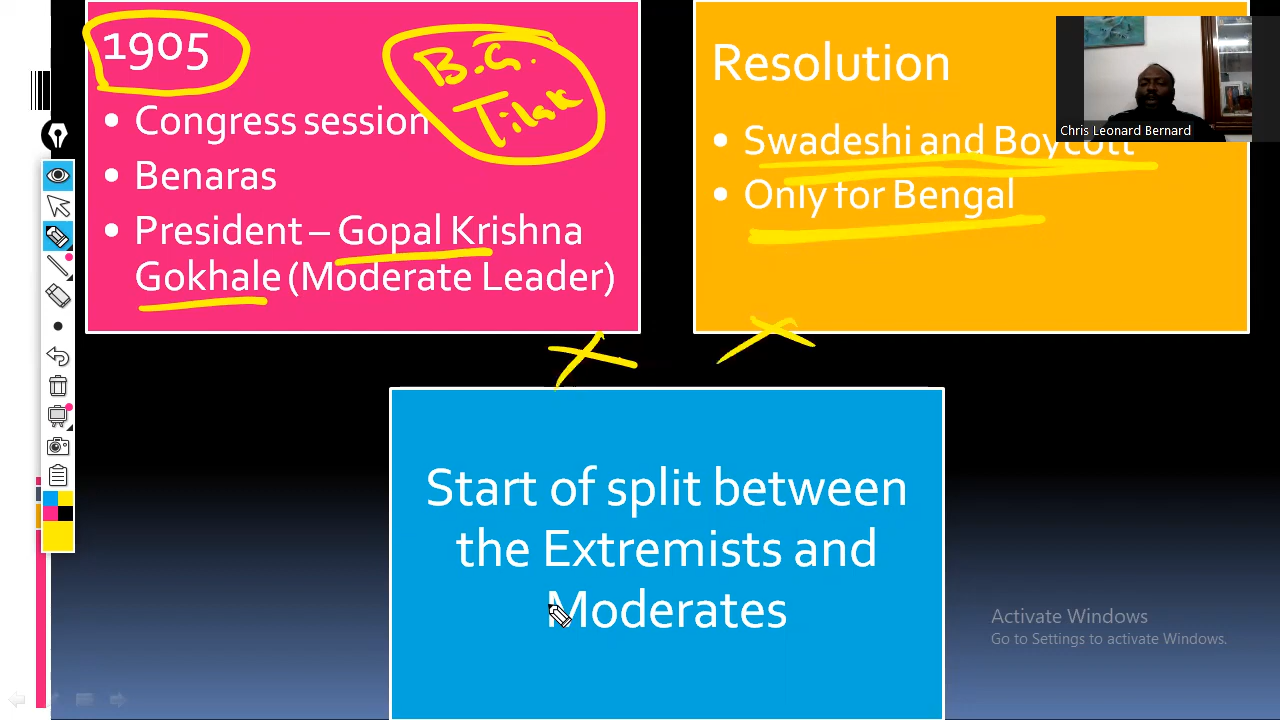 1905
B.G.
Tilak
• Congress session
• Benaras
• President – Gopal Krishna
Gokhale (Moderate Leader)
Resolution
• Swadeshi and Boycott
• Only for Bengal
Chris Leonard Bernard
Start of split between
the Extremists and
Moderates
Activate Windows
Go to Settings to activate Windows.